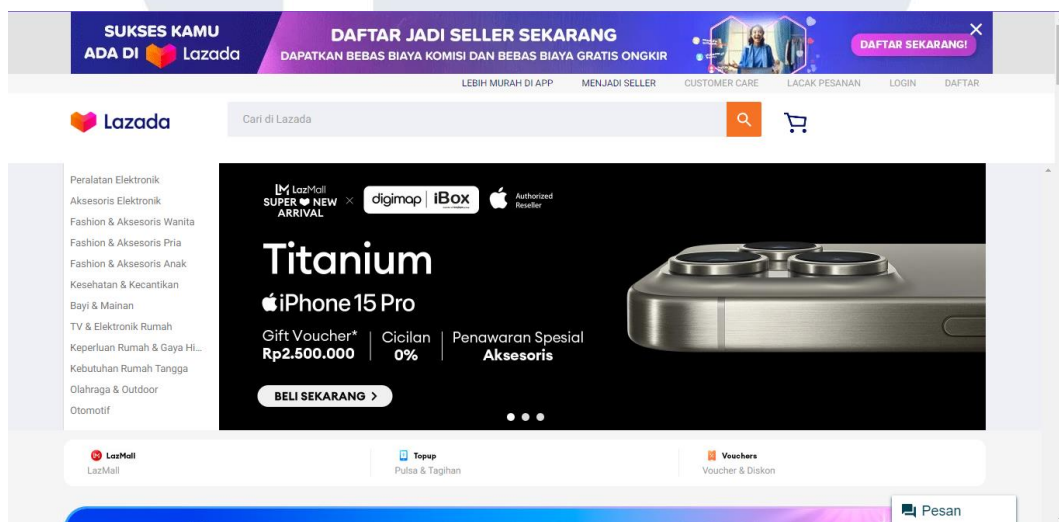 SUKSES KAMU
ADA DI Lazada
DAFTAR JADI SELLER SEKARANG
DAPATKAN BEBAS BIAYA KOMISI DAN BEBAS BIAYA GRATIS ONGKIR
DAFTAR SEKARANG!
LEBIH MURAH DI APP MENJADI SELLER CUSTOMER CARE LACAK PESANAN LOGIN DAFTAR
Lazada
Cari di Lazada
Peralatan Elektronik
Aksesoris Elektronik
Fashion & Aksesoris Wanita
Fashion & Aksesoris Pria
Fashion & Aksesoris Anak
Kesehatan & Kecantikan
Bayi & Mainan
TV & Elektronik Rumah
Keperluan Rumah & Gaya Hi...
Kebutuhan Rumah Tangga
Olahraga & Outdoor
Otomotif
LazMall
SUPER NEW
ARRIVAL
×
digimap | iBox
Authorized
Reseller
Titanium
iPhone 15 Pro
Gift Voucher*
Rp2.500.000
Cicilan
0%
Penawaran Spesial
Aksesoris
BELI SEKARANG >
LazMall
LazMall
Topup
Pulsa & Tagihan
Vouchers
Voucher & Diskon
Pesan